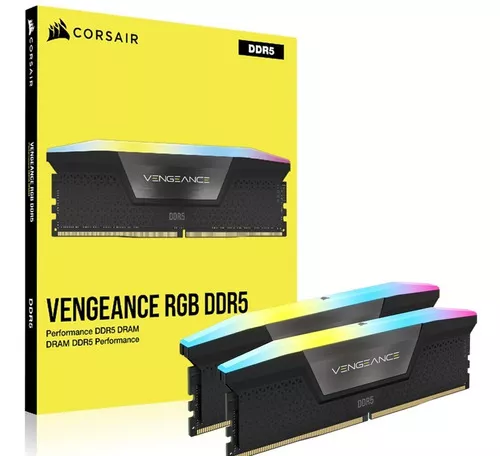 CORSAIR
DDR5
VENGEANCE
DDR5
VENGEANCE RGB DDR5
Performance DDR5 DRAM
DRAM DDR5 Performance
CORSAIR
VENGEANCE RGB DDR5
DDR5
VENGEANCE
DDR5